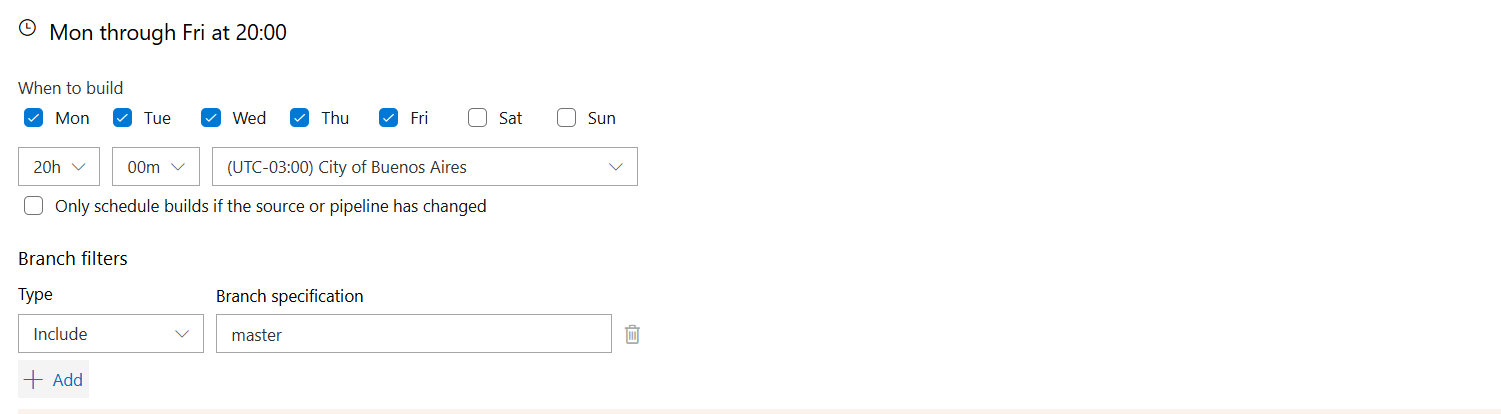 Mon through Fri at 20:00
When to build
Mon Tue Wed Thu Fri Sat Sun
20h 00m (UTC-03:00) City of Buenos Aires
Only schedule builds if the source or pipeline has changed
Branch filters
Type Branch specification
Include master
Add